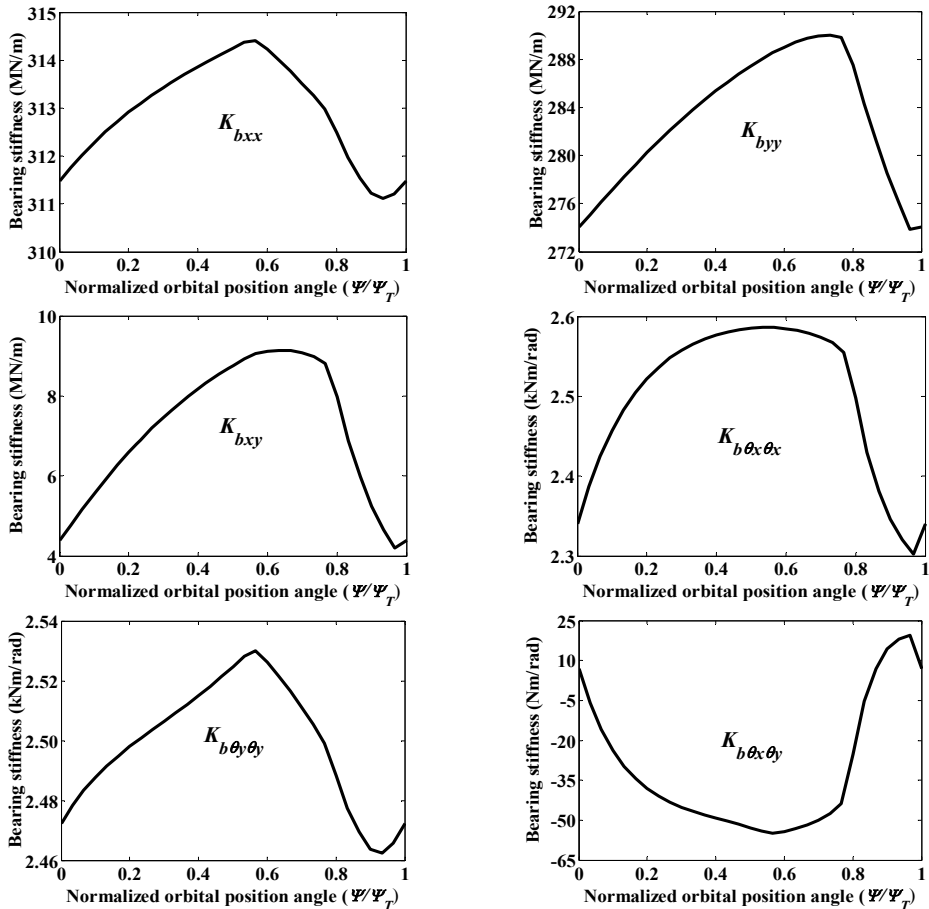 315
314
313
312
311
310
Bearing stiffness (MN/m)
K_bxx
0 0.2 0.4 0.6 0.8 1
Normalized orbital position angle (Ψ/Ψ_T)
292
288
284
280
276
272
Bearing stiffness (MN/m)
K_byy
0 0.2 0.4 0.6 0.8 1
Normalized orbital position angle (Ψ/Ψ_T)
10
8
6
4
Bearing stiffness (MN/m)
K_bxy
0 0.2 0.4 0.6 0.8 1
Normalized orbital position angle (Ψ/Ψ_T)
2.6
2.5
2.4
2.3
Bearing stiffness (kNm/rad)
K_bθxθx
0 0.2 0.4 0.6 0.8 1
Normalized orbital position angle (Ψ/Ψ_T)
2.54
2.52
2.50
2.48
2.46
Bearing stiffness (kNm/rad)
K_bθyθy
0 0.2 0.4 0.6 0.8 1
Normalized orbital position angle (Ψ/Ψ_T)
25
10
-5
-20
-35
-50
-65
Bearing stiffness (Nm/rad)
K_bθxθy
0 0.2 0.4 0.6 0.8 1
Normalized orbital position angle (Ψ/Ψ_T)